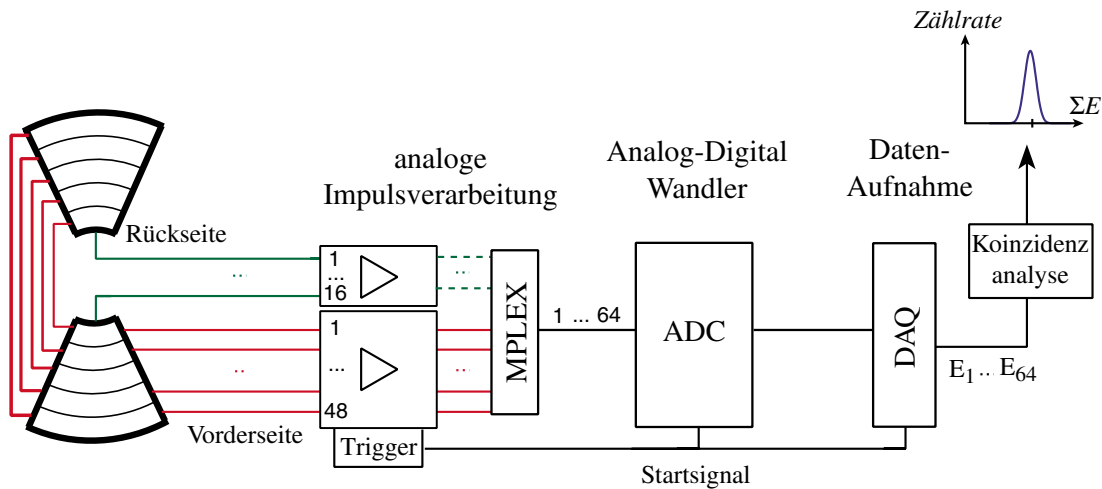 Zählrate
ΣE
analoge
Impulsverarbeitung
Analog-Digital
Wandler
Daten-
Aufnahme
Rückseite
Koinzidenz
analyse
1
...
16
..
..
MPLEX
1 ... 64
ADC
DAQ
1
...
48
..
..
E1 .. E64
Vorderseite
Trigger
Startsignal